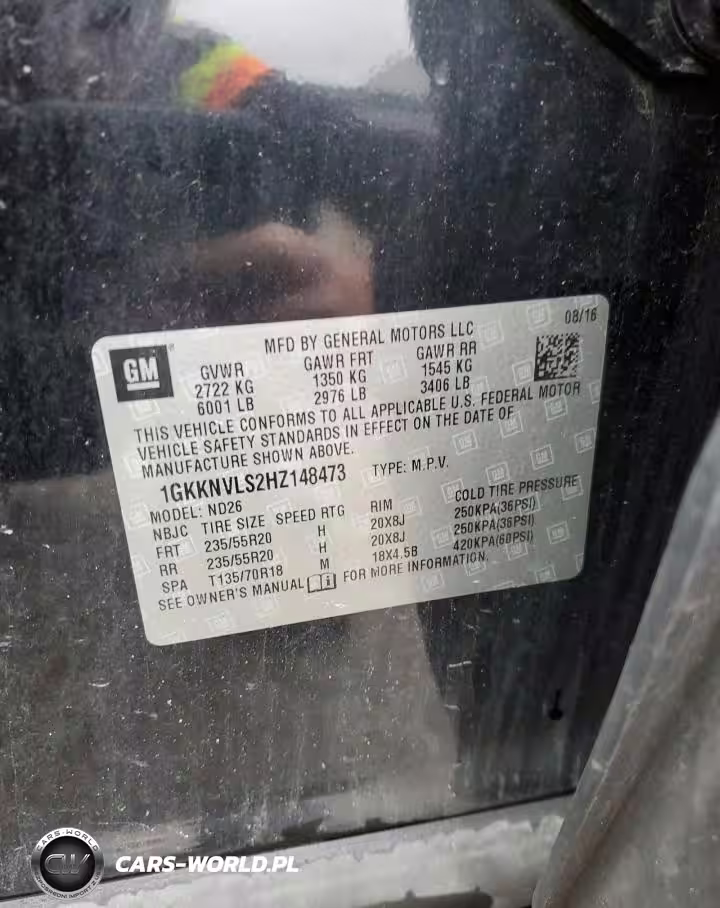 MFD BY GENERAL MOTORS LLC 08/16
GM
GVWR GAWR FRT GAWR RR
2722 KG 1350 KG 1545 KG
6001 LB 2976 LB 3406 LB
THIS VEHICLE CONFORMS TO ALL APPLICABLE U.S. FEDERAL MOTOR
VEHICLE SAFETY STANDARDS IN EFFECT ON THE DATE OF
MANUFACTURE SHOWN ABOVE.
1GKKNVLS2HZ148473 TYPE: M.P.V.
MODEL: ND26
NBJC TIRE SIZE SPEED RTG RIM COLD TIRE PRESSURE
FRT 235/55R20 H 20X8J 250KPA(36PSI)
RR 235/55R20 H 20X8J 250KPA(36PSI)
SPA T135/70R18 M 18X4.5B 420KPA(60PSI)
SEE OWNER'S MANUAL FOR MORE INFORMATION.
CARS-WORLD
CW
CARS-WORLD.PL